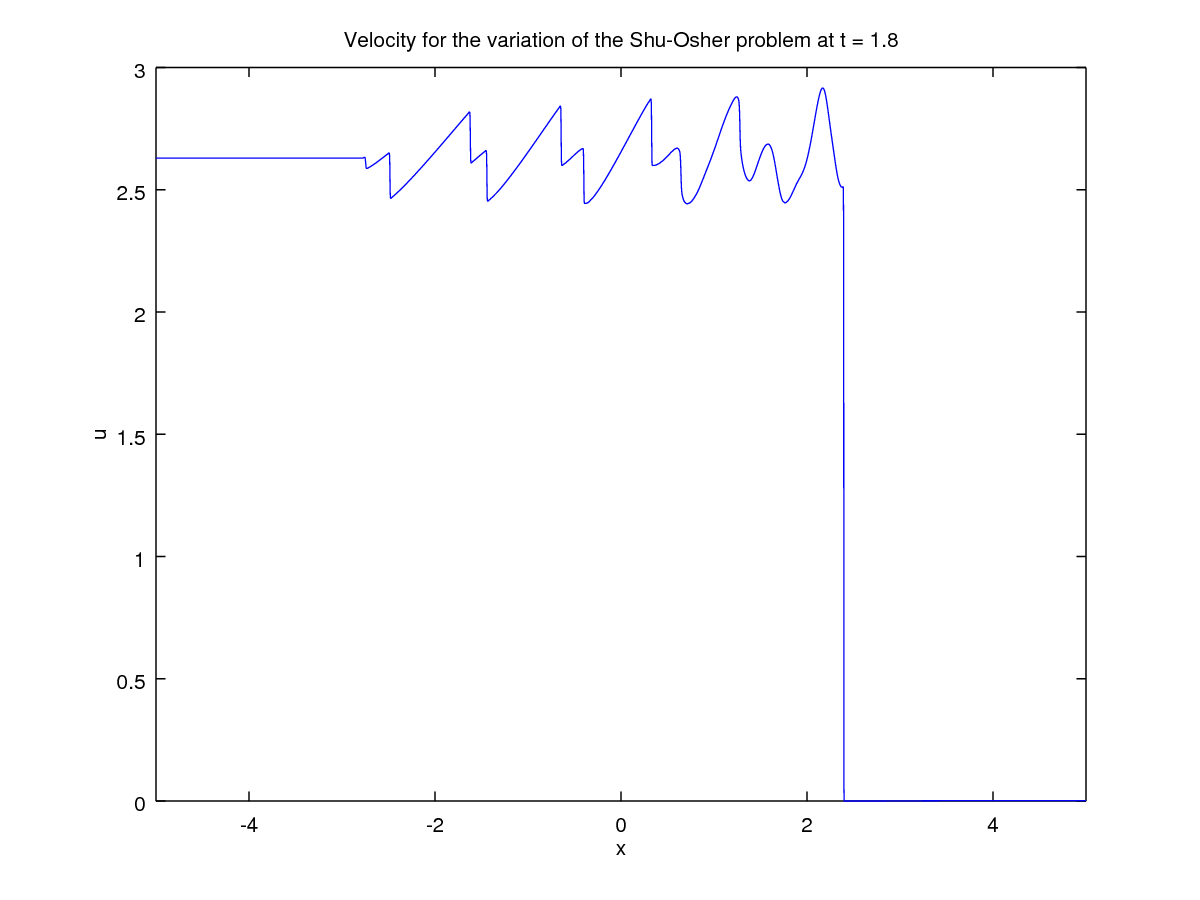 Velocity for the variation of the Shu-Osher problem at t = 1.8
3
2.5
2
1.5
1
0.5
0
u
-4 -2 0 2 4
x